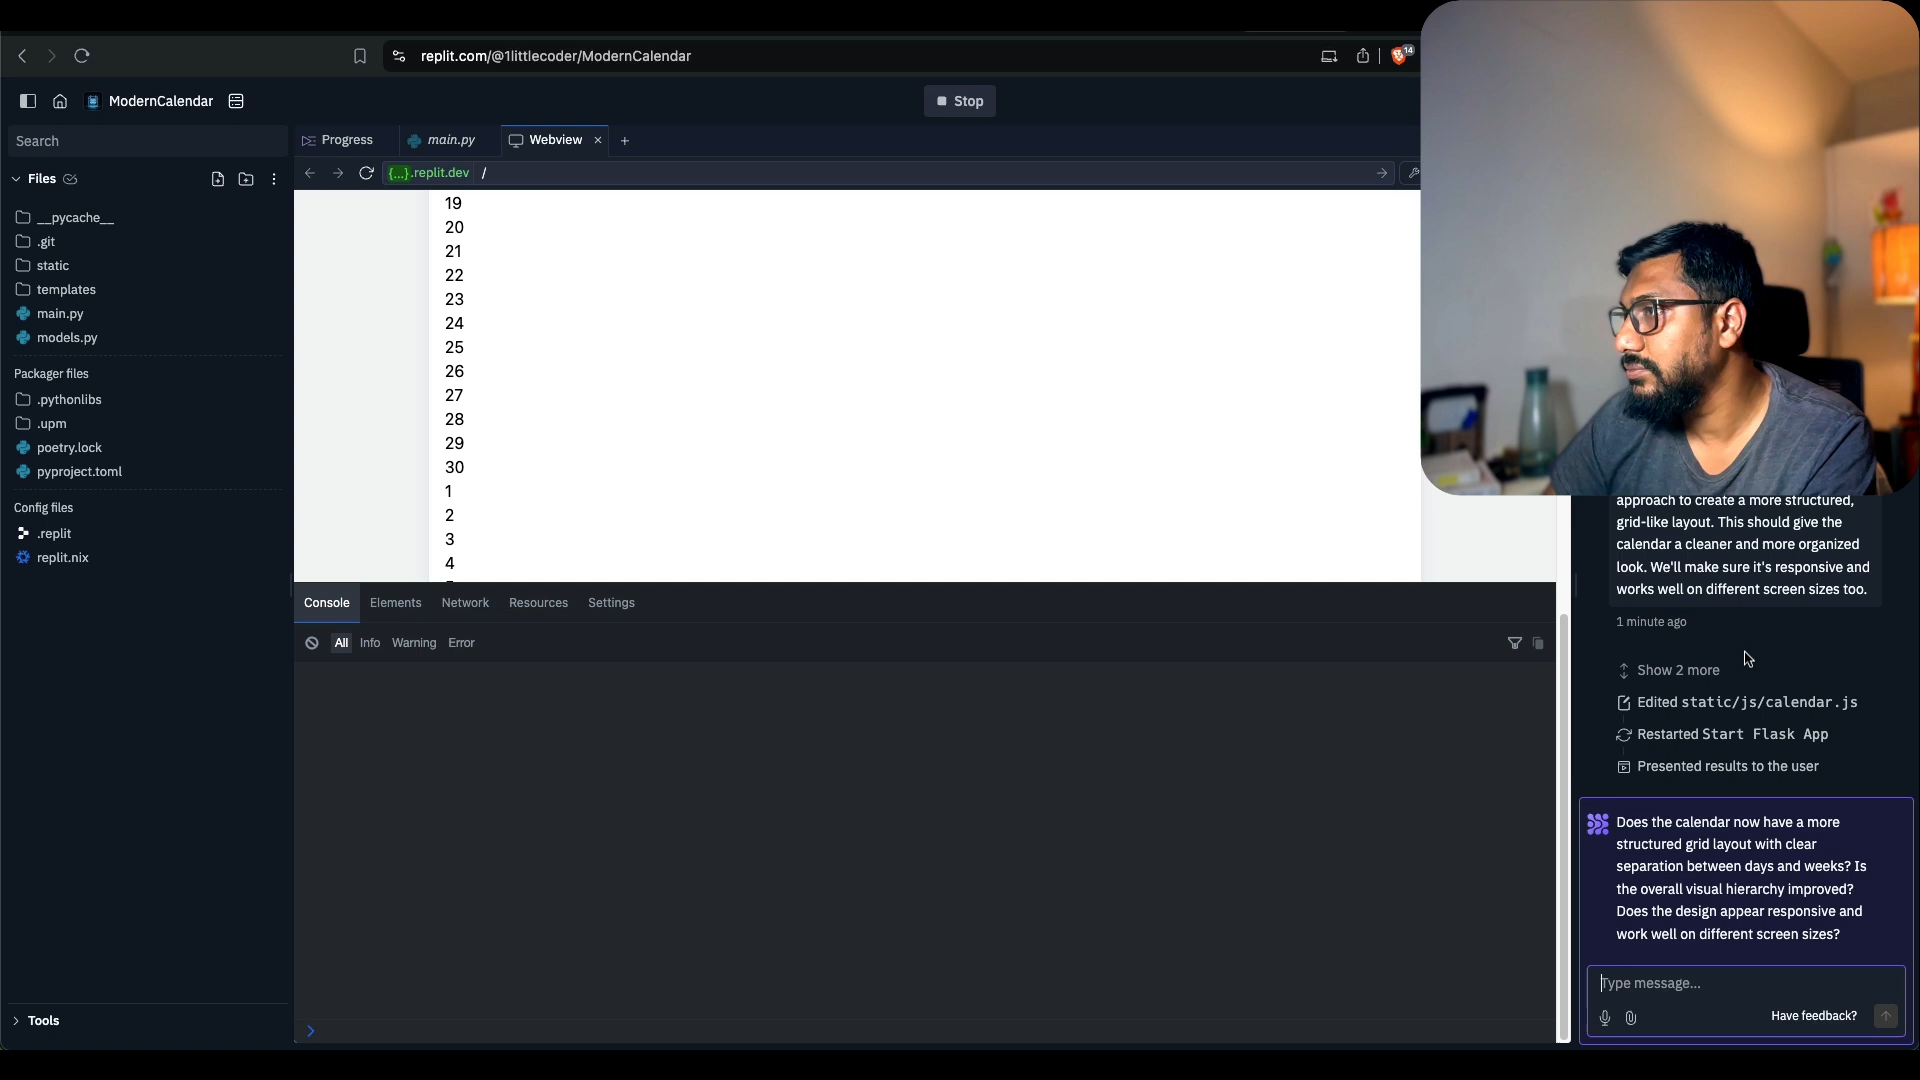 replit.com/@1littlecoder/ModernCalendar
14
ModernCalendar
Stop
Search
Progress
main.py
Webview
{...}.replit.dev /
Files
__pycache__
.git
static
templates
main.py
models.py
Packager files
.pythonlibs
.upm
poetry.lock
pyproject.toml
Config files
.replit
replit.nix
Tools
19
20
21
22
23
24
25
26
27
28
29
30
1
2
3
4
Console
Elements
Network
Resources
Settings
All
Info
Warning
Error
approach to create a more structured,
grid-like layout. This should give the
calendar a cleaner and more organized
look. We'll make sure it's responsive and
works well on different screen sizes too.
1 minute ago
Show 2 more
Edited static/js/calendar.js
Restarted Start Flask App
Presented results to the user
Does the calendar now have a more
structured grid layout with clear
separation between days and weeks? Is
the overall visual hierarchy improved?
Does the design appear responsive and
work well on different screen sizes?
Type message...
Have feedback?